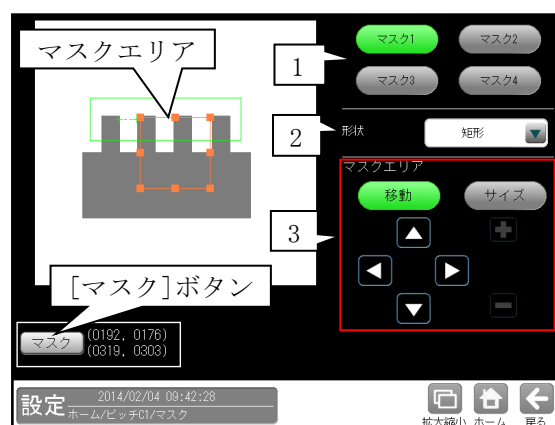 マスクエリア
1
マスク1
マスク2
マスク3
マスク4
2
形状
矩形
マスクエリア
移動
サイズ
3
[マスク]ボタン
マスク
(0192, 0176)
(0319, 0303)
設定
2014/02/04 09:42:28
ホーム/ピッチC1/マスク
拡大縮小
ホーム
戻る